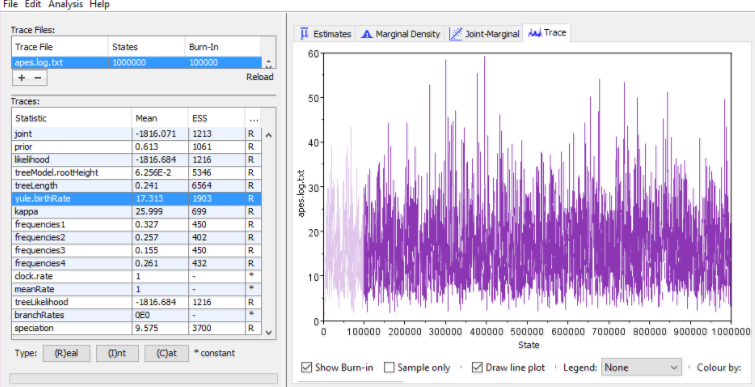 File Edit Analysis Help
Trace Files:
Trace File States Burn-In
apes.log.txt 1000000 100000
+ − Reload
Traces:
Statistic Mean ESS ...
joint -1816.071 1213 R
prior 0.613 1061 R
likelihood -1816.684 1216 R
treeModel.rootHeight 6.256E-2 5346 R
treeLength 0.241 6564 R
yule.birthRate 17.313 1903 R
kappa 25.999 699 R
frequencies1 0.327 450 R
frequencies2 0.257 402 R
frequencies3 0.155 450 R
frequencies4 0.261 432 R
clock.rate 1 - *
meanRate 1 - *
treeLikelihood -1816.684 1216 R
branchRates 0E0 - *
speciation 9.575 3700 R
Type: (R)eal (I)nt (C)at * constant
Estimates Marginal Density Joint-Marginal Trace
60
50
40
30
20
10
0
apes.log.txt
0 100000 200000 300000 400000 500000 600000 700000 800000 900000 1000000
State
Show Burn-in Sample only Draw line plot Legend: None Colour by: